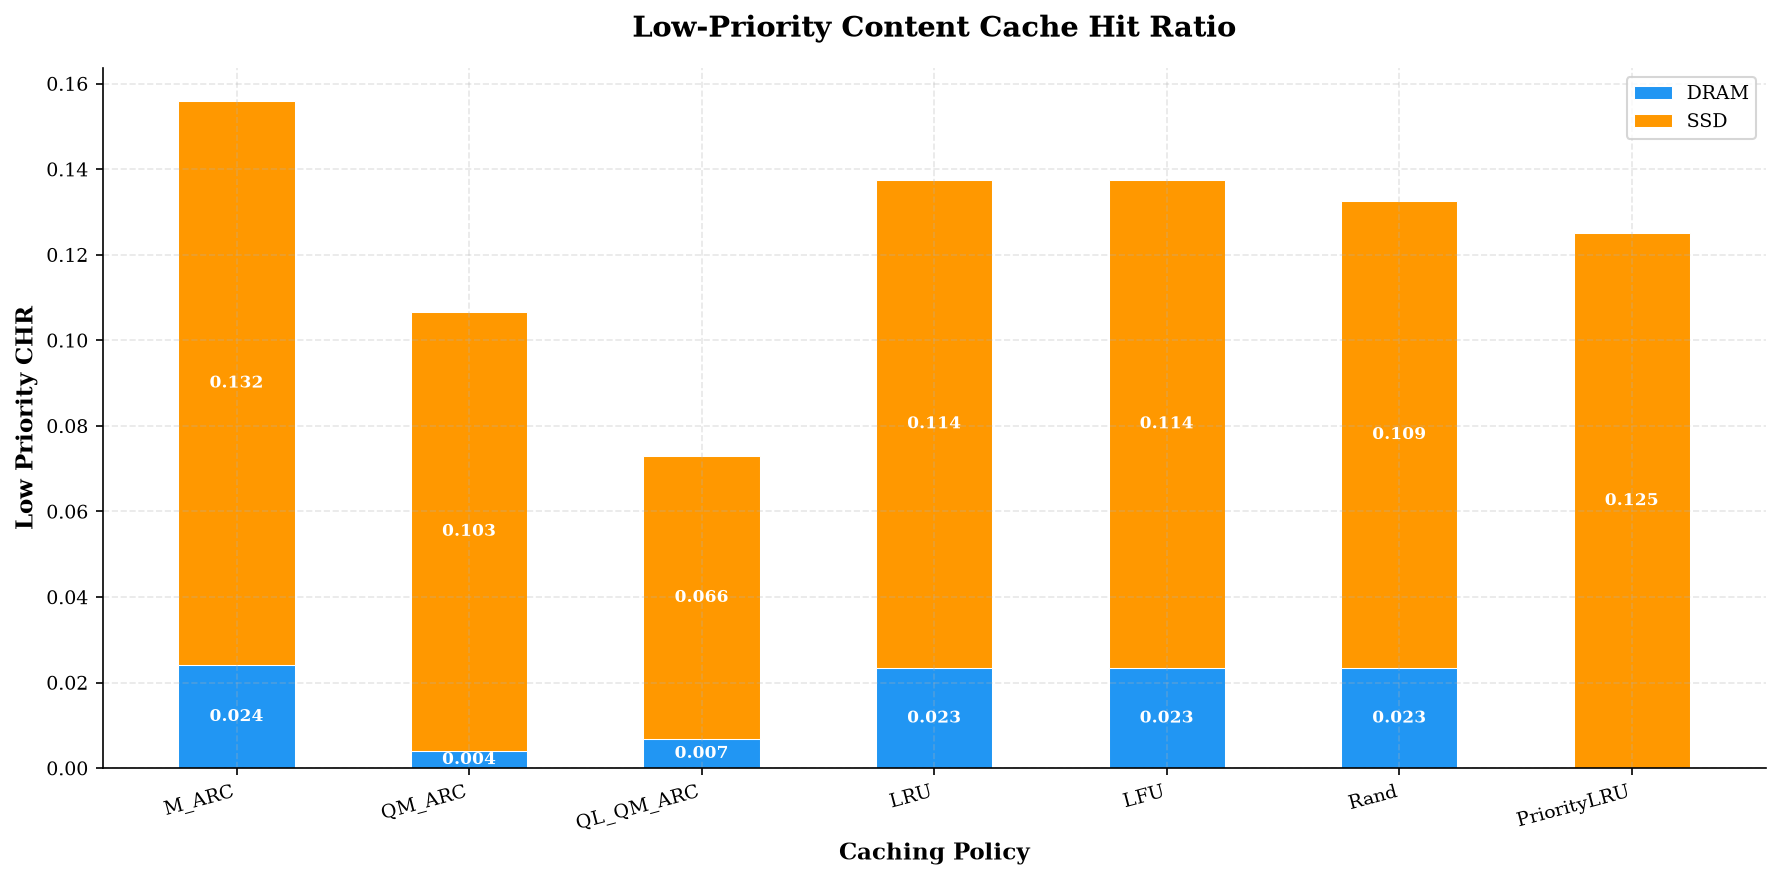 Low-Priority Content Cache Hit Ratio
DRAM
SSD
Low Priority CHR
0.16
0.14
0.12
0.10
0.08
0.06
0.04
0.02
0.00
0.132
0.024
0.103
0.004
0.066
0.007
0.114
0.023
0.114
0.023
0.109
0.023
0.125
M_ARC
QM_ARC
QL_QM_ARC
LRU
LFU
Rand
PriorityLRU
Caching Policy